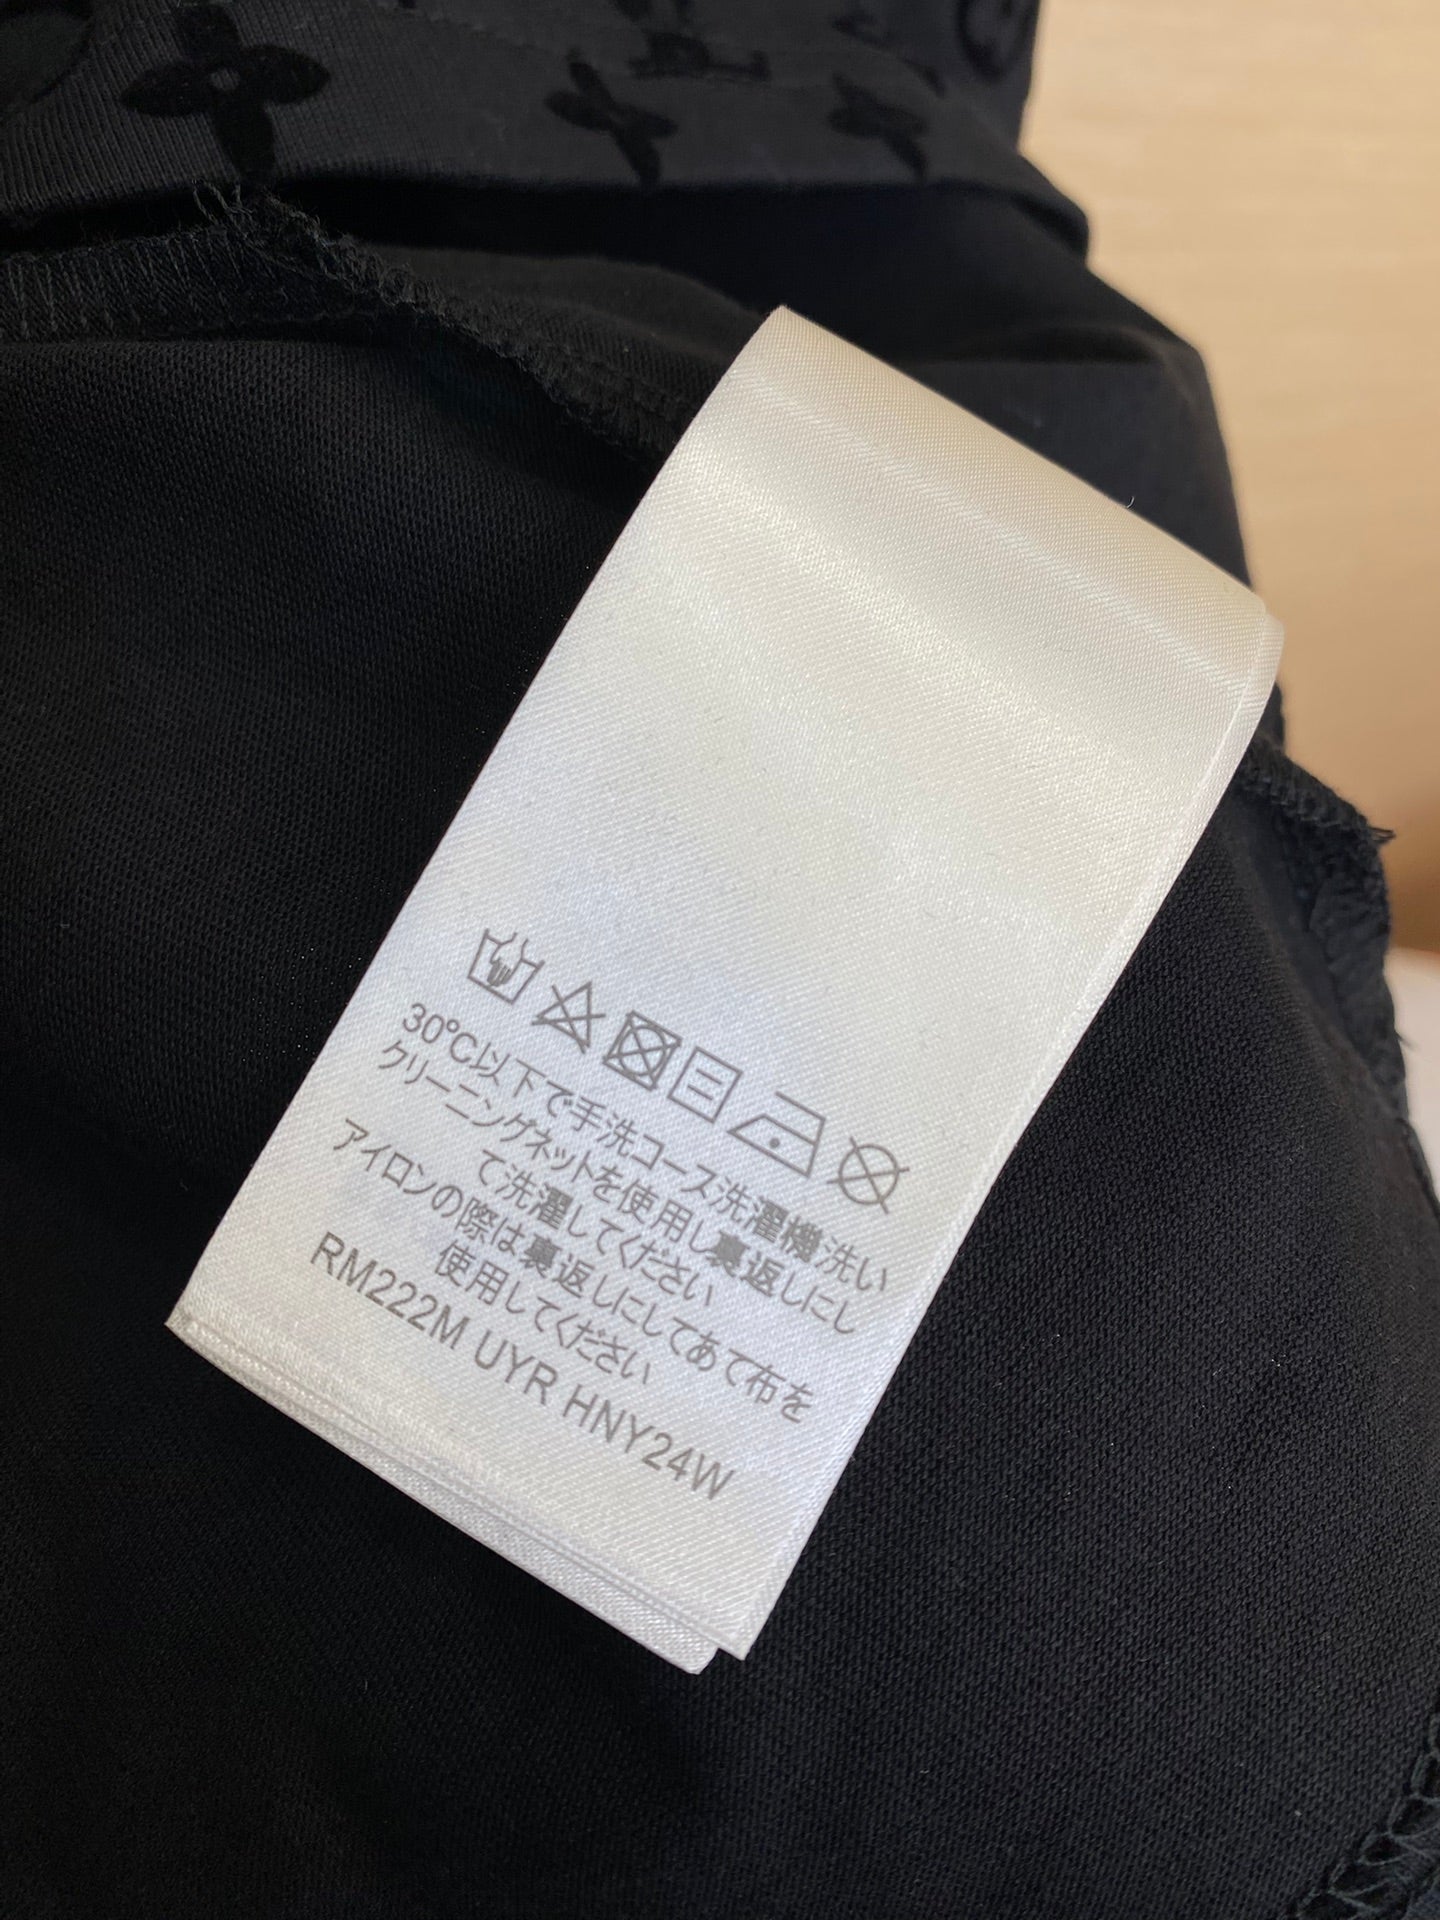 30°C以下で手洗コース洗濯機洗い
クリーニングネットを使用し裏返しにし
て洗濯してください
アイロンの際は裏返しにしてあて布を
使用してください
RM222M UYR HNY24W